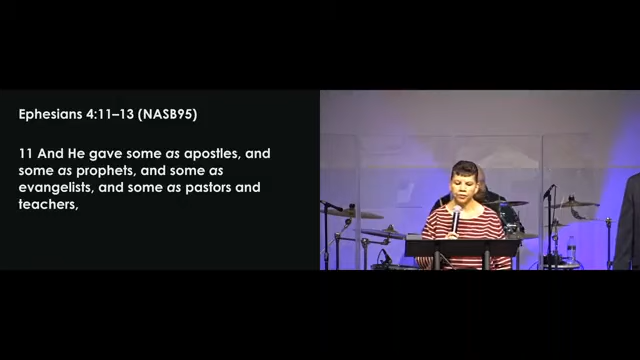 Ephesians 4:11–13 (NASB95)
11 And He gave some as apostles, and
some as prophets, and some as
evangelists, and some as pastors and
teachers,